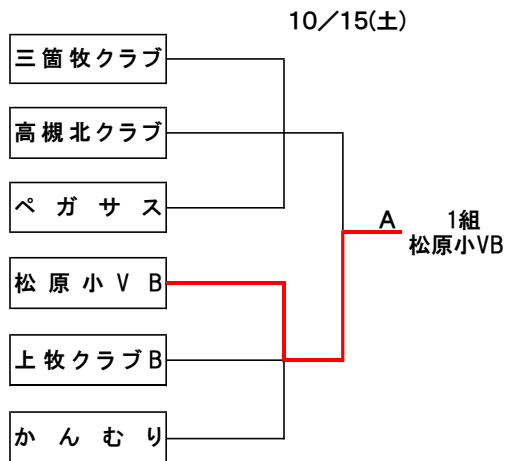 10／15(土)
三箇牧クラブ
高槻北クラブ
ペガサス
A
1組
松原小VB
松原小VB
上牧クラブB
かんむり